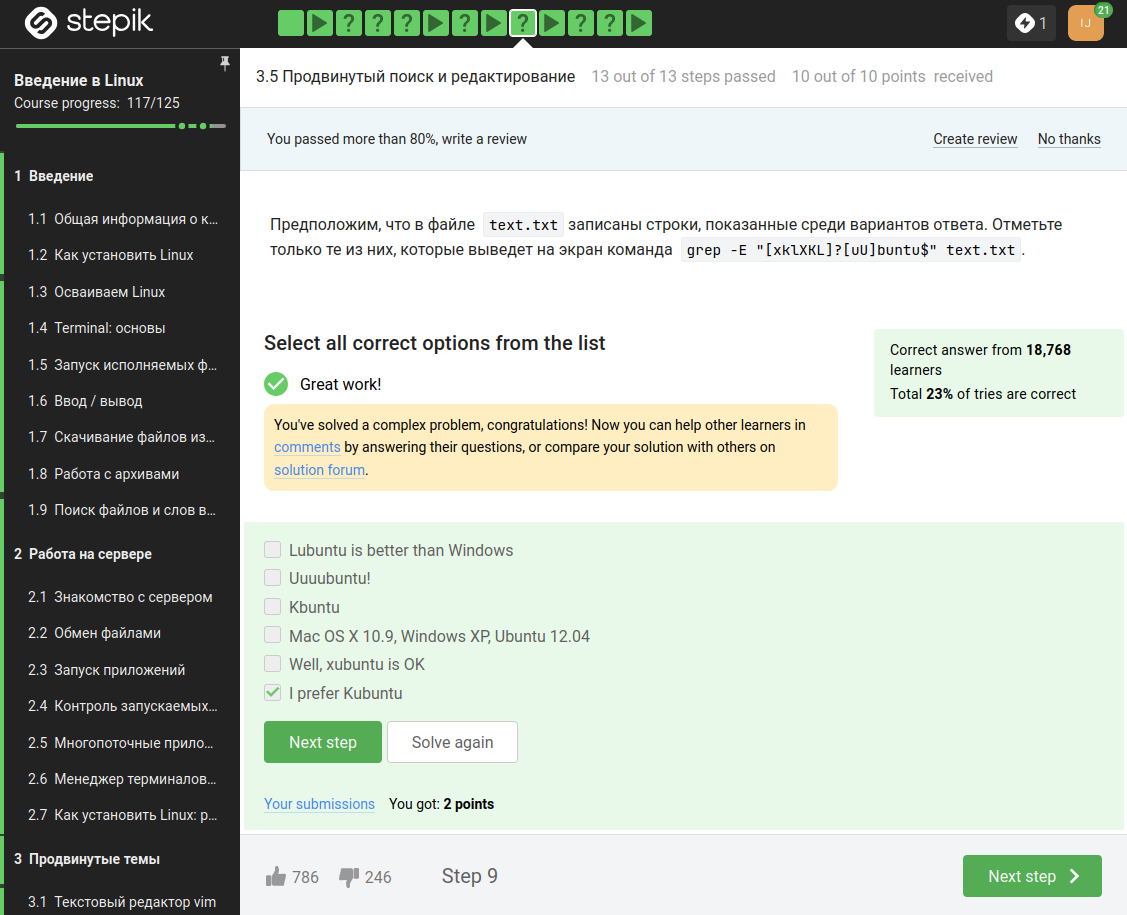 stepik
? ? ? ? ? ? ?
1
IJ
21
Введение в Linux
Course progress: 117/125
1 Введение
1.1 Общая информация о к...
1.2 Как установить Linux
1.3 Осваиваем Linux
1.4 Terminal: основы
1.5 Запуск исполняемых ф...
1.6 Ввод / вывод
1.7 Скачивание файлов из...
1.8 Работа с архивами
1.9 Поиск файлов и слов в...
2 Работа на сервере
2.1 Знакомство с сервером
2.2 Обмен файлами
2.3 Запуск приложений
2.4 Контроль запускаемых...
2.5 Многопоточные прило...
2.6 Менеджер терминалов...
2.7 Как установить Linux: р...
3 Продвинутые темы
3.1 Текстовый редактор vim
3.5 Продвинутый поиск и редактирование 13 out of 13 steps passed 10 out of 10 points received
You passed more than 80%, write a review Create review No thanks
Предположим, что в файле text.txt записаны строки, показанные среди вариантов ответа. Отметьте
только те из них, которые выведет на экран команда grep -E "[xklXKL]?[uU]buntu$" text.txt.
Select all correct options from the list
Great work!
You've solved a complex problem, congratulations! Now you can help other learners in
comments by answering their questions, or compare your solution with others on
solution forum.
Correct answer from 18,768
learners
Total 23% of tries are correct
Lubuntu is better than Windows
Uuuubuntu!
Kbuntu
Mac OS X 10.9, Windows XP, Ubuntu 12.04
Well, xubuntu is OK
I prefer Kubuntu
Next step Solve again
Your submissions You got: 2 points
786 246 Step 9 Next step